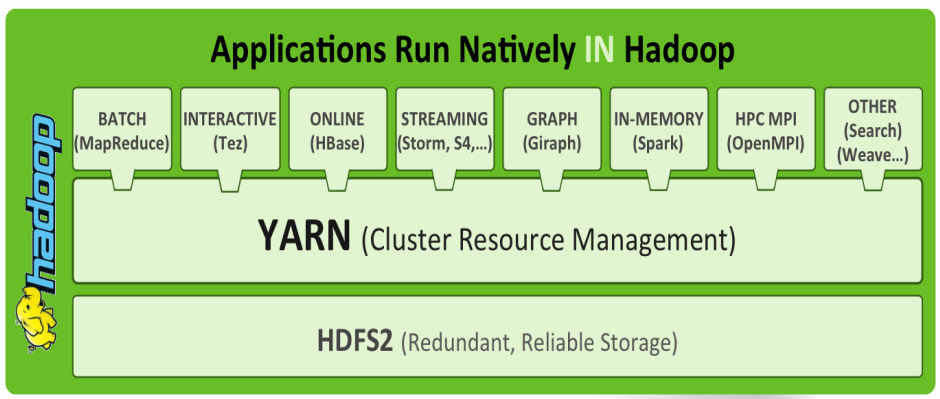 Applications Run Natively IN Hadoop
hadoop
BATCH
(MapReduce)
INTERACTIVE
(Tez)
ONLINE
(HBase)
STREAMING
(Storm, S4,...)
GRAPH
(Giraph)
IN-MEMORY
(Spark)
HPC MPI
(OpenMPI)
OTHER
(Search)
(Weave...)
YARN (Cluster Resource Management)
HDFS2 (Redundant, Reliable Storage)